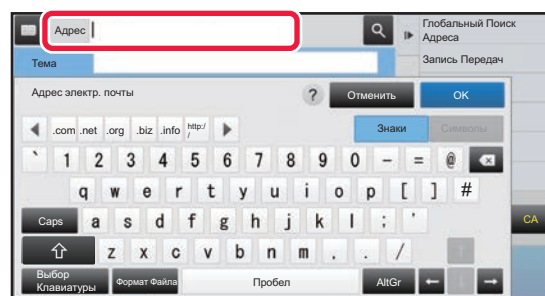 Адрес
Глобальный Поиск
Адреса
Тема
Запись Передач
Адрес электр. почты
?
Отменить
OK
.com .net .org .biz .info http:/
/
Знаки
Символы
` 1 2 3 4 5 6 7 8 9 0 - = @
q w e r t y u i o p [ ] #
Caps a s d f g h j k l ; '
CA
z x c v b n m , . /
Выбор
Клавиатуры
Формат Файла
Пробел
AltGr